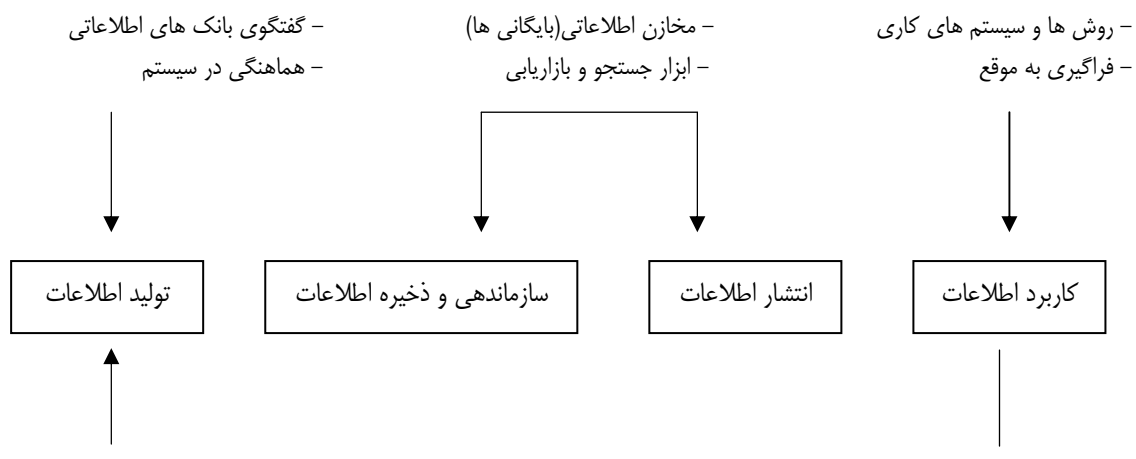 – روش ها و سیستم های کاری
– فراگیری به موقع
– مخازن اطلاعاتی(بایگانی ها)
– ابزار جستجو و بازاریابی
– گفتگوی بانک های اطلاعاتی
– هماهنگی در سیستم
کاربرد اطلاعات
انتشار اطلاعات
سازماندهی و ذخیره اطلاعات
تولید اطلاعات